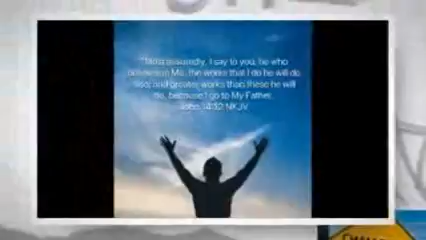 "Most assuredly, I say to you, he who
believes in Me, the works that I do he will do
also; and greater works than these he will
do, because I go to My Father.
John 14:12 NKJV